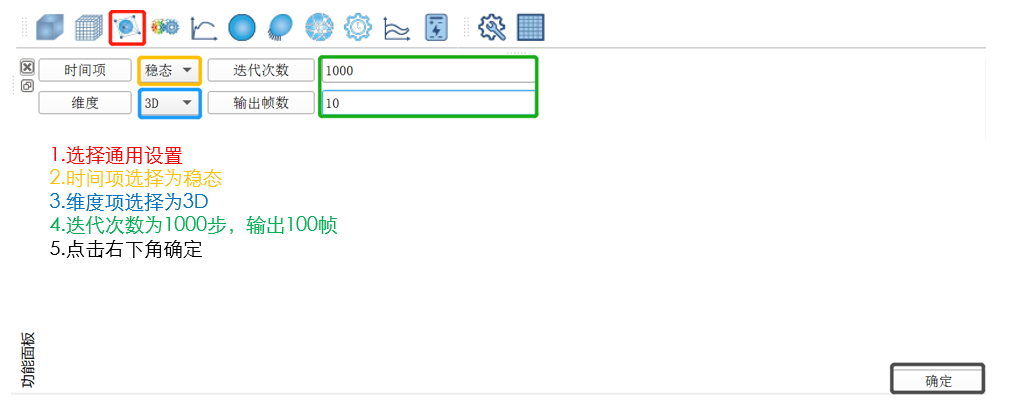 时间项 稳态 迭代次数 1000
维度 3D 输出帧数 10
1.选择通用设置
2.时间项选择为稳态
3.维度项选择为3D
4.迭代次数为1000步，输出100帧
5.点击右下角确定
功能面板
确定